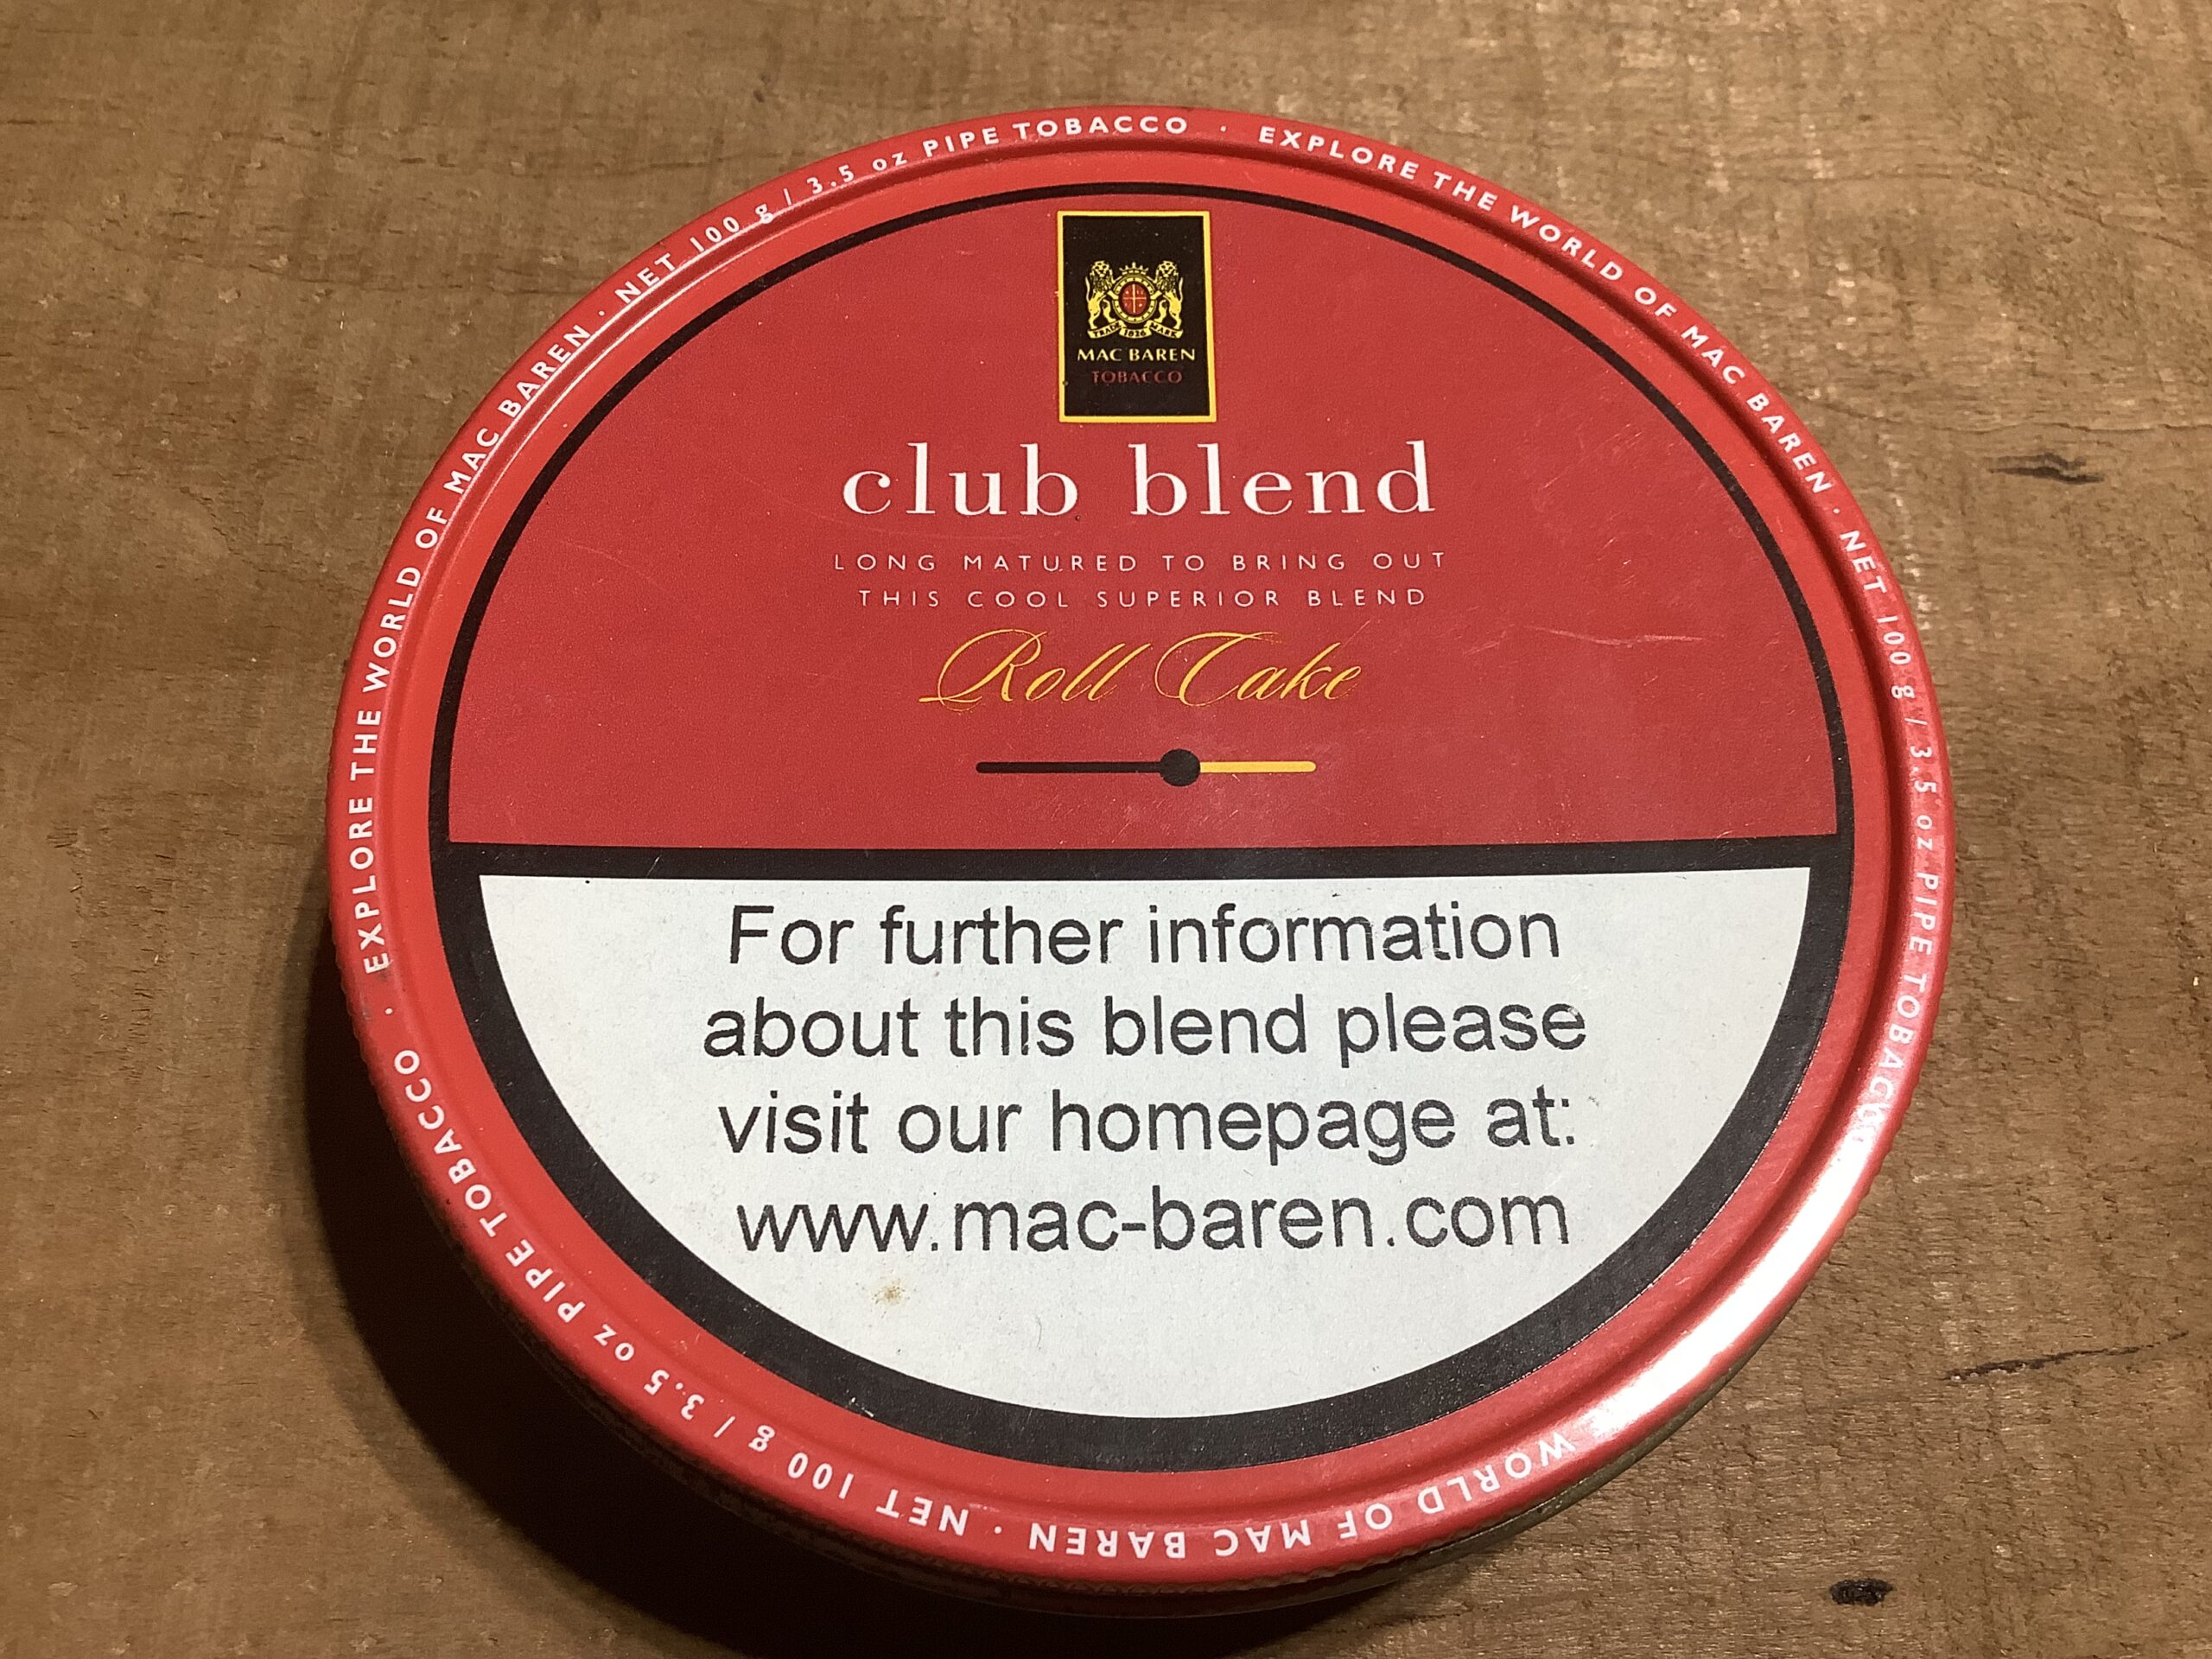 EXPLORE THE WORLD OF MAC BAREN · NET 100 g / 3.5 oz PIPE TOBACCO · EXPLORE THE WORLD OF MAC BAREN · NET 100 g / 3.5 oz PIPE TOBACCO
WORLD OF MAC BAREN · NET 100 g / 3.5 oz PIPE TOBACCO ·
TRADE 1826 MARK
MAC BAREN
TOBACCO
club blend
LONG MATURED TO BRING OUT
THIS COOL SUPERIOR BLEND
Roll Cake
For further information
about this blend please
visit our homepage at:
www.mac-baren.com